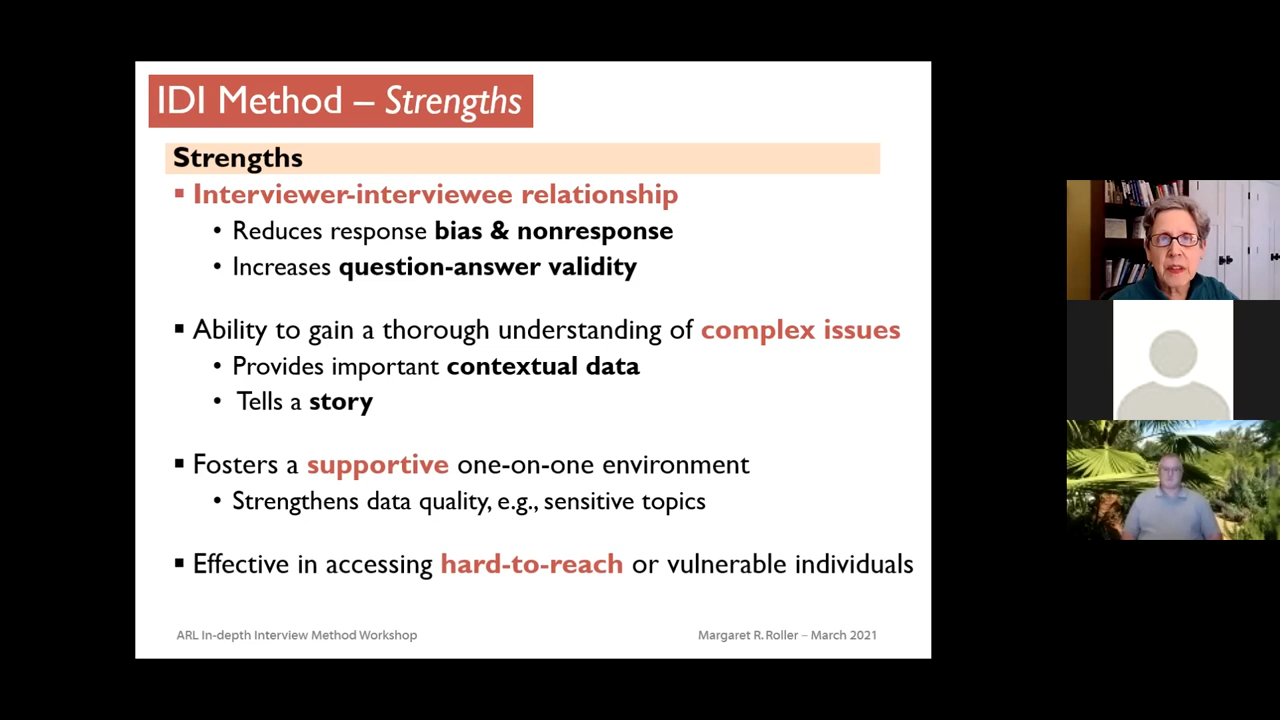 IDI Method – Strengths
Strengths
▪ Interviewer-interviewee relationship
• Reduces response bias & nonresponse
• Increases question-answer validity
▪ Ability to gain a thorough understanding of complex issues
• Provides important contextual data
• Tells a story
▪ Fosters a supportive one-on-one environment
• Strengthens data quality, e.g., sensitive topics
▪ Effective in accessing hard-to-reach or vulnerable individuals
ARL In-depth Interview Method Workshop
Margaret R. Roller – March 2021